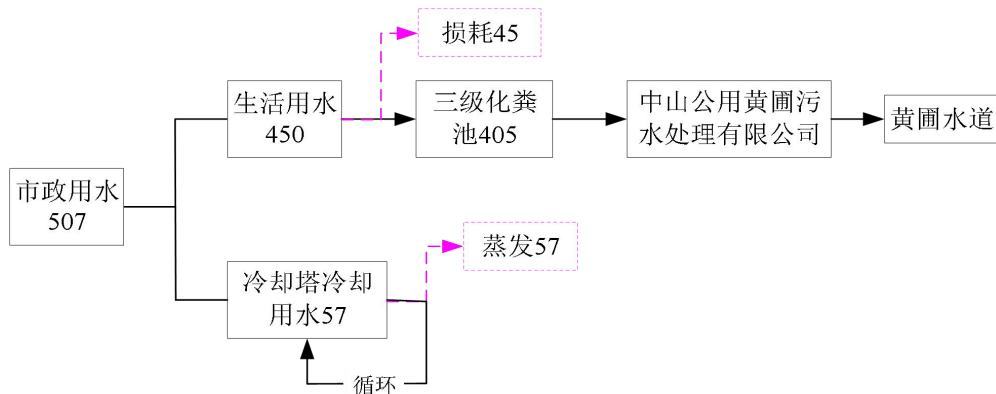 损耗45
生活用水
450
三级化粪
池405
中山公用黄圃污
水处理有限公司
黄圃水道
市政用水
507
蒸发57
冷却塔冷却
用水57
循环